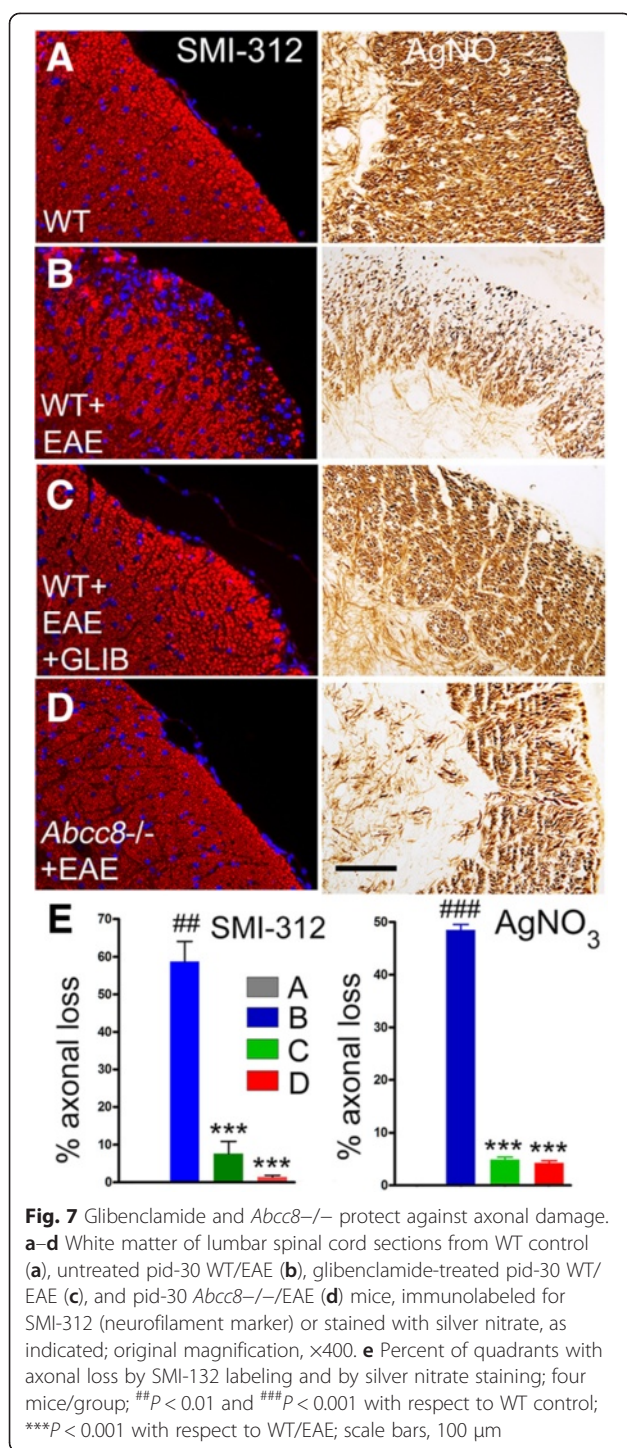 A
SMI-312
AgNO3
WT
B
WT+
EAE
C
WT+
EAE
+GLIB
D
Abcc8-/-
+EAE
E
% axonal loss
70
60
50
40
30
20
10
0
##
SMI-312
***
***
A
B
C
D
% axonal loss
50
40
30
20
10
0
###
AgNO3
***
***
Fig. 7 Glibenclamide and Abcc8−/− protect against axonal damage.
a–d White matter of lumbar spinal cord sections from WT control
(a), untreated pid-30 WT/EAE (b), glibenclamide-treated pid-30 WT/
EAE (c), and pid-30 Abcc8−/−/EAE (d) mice, immunolabeled for
SMI-312 (neurofilament marker) or stained with silver nitrate, as
indicated; original magnification, ×400. e Percent of quadrants with
axonal loss by SMI-132 labeling and by silver nitrate staining; four
mice/group; ##P < 0.01 and ###P < 0.001 with respect to WT control;
***P < 0.001 with respect to WT/EAE; scale bars, 100 μm